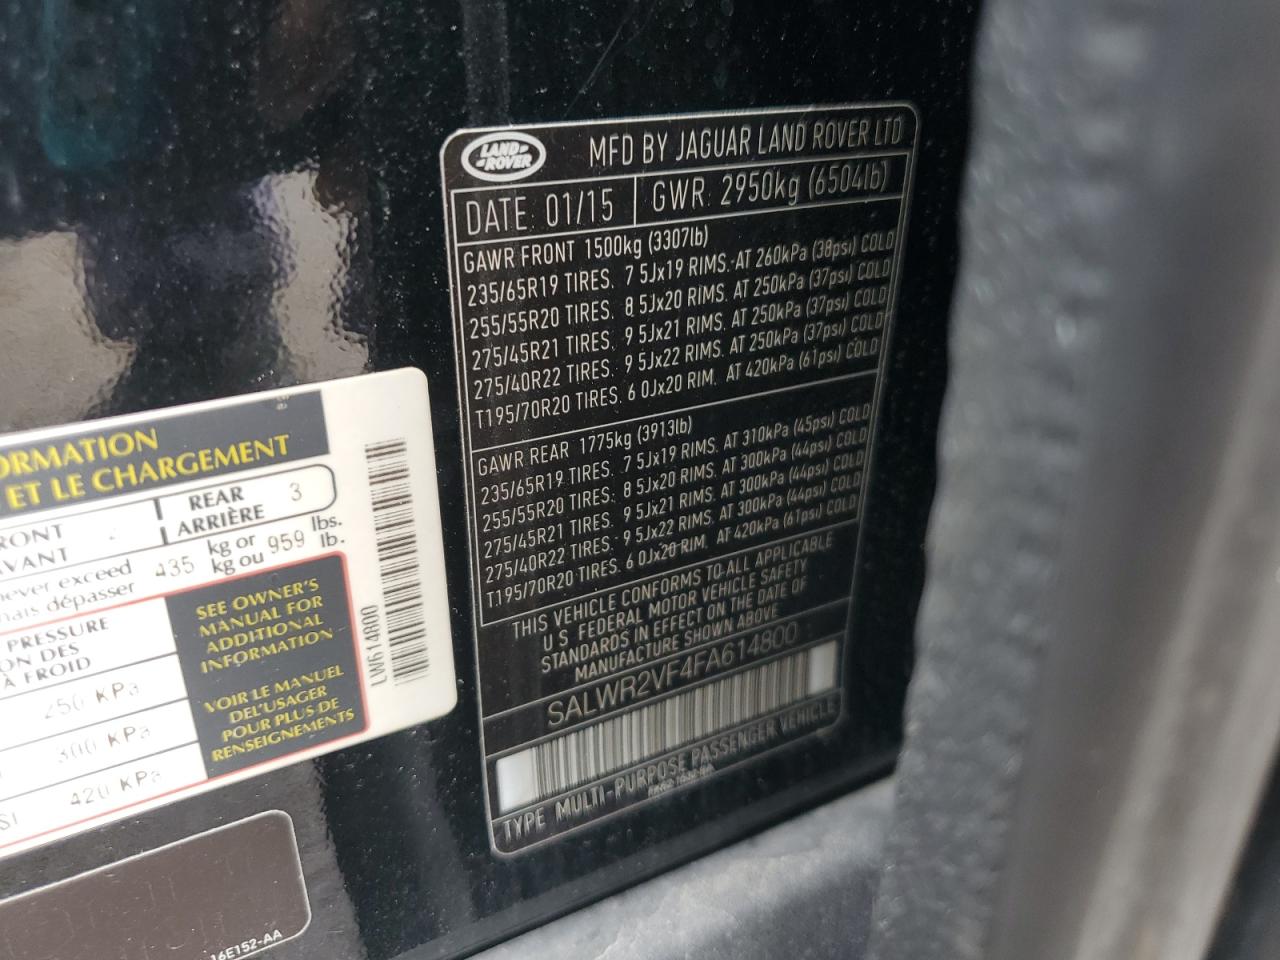 LAND-
-ROVER
MFD BY JAGUAR LAND ROVER LTD
DATE: 01/15
GWR: 2950kg (6504lb)
GAWR FRONT 1500kg (3307lb)
235/65R19 TIRES. 7 5Jx19 RIMS. AT 260kPa (38psi) COLD
255/55R20 TIRES. 8 5Jx20 RIMS. AT 250kPa (37psi) COLD
275/45R21 TIRES. 9 5Jx21 RIMS. AT 250kPa (37psi) COLD
275/40R22 TIRES. 9 5Jx22 RIMS. AT 250kPa (37psi) COLD
T195/70R20 TIRES. 6 0Jx20 RIM. AT 420kPa (61psi) COLD
GAWR REAR 1775kg (3913lb)
235/65R19 TIRES. 7 5Jx19 RIMS. AT 310kPa (45psi) COLD
255/55R20 TIRES: 8 5Jx20 RIMS. AT 300kPa (44psi) COLD
275/45R21 TIRES: 9 5Jx21 RIMS. AT 300kPa (44psi) COLD
275/40R22 TIRES: 9 5Jx22 RIMS. AT 300kPa (44psi) COLD
T195/70R20 TIRES. 6 0Jx20 RIM. AT 420kPa (61psi) COLD
THIS VEHICLE CONFORMS TO ALL APPLICABLE
U.S. FEDERAL MOTOR VEHICLE SAFETY
STANDARDS IN EFFECT ON THE DATE OF
MANUFACTURE SHOWN ABOVE
SALWR2VF4FA614800
TYPE MULTI-PURPOSE PASSENGER VEHICLE
ORMATION
ET LE CHARGEMENT
RONT
AVANT
REAR
ARRIÈRE
3
never exceed
mais dépasser
435
kg or
kg ou
959
lbs.
lb.
PRESSURE
ON DES
À FROID
250 KPa
300 KPa
420 KPa
SI
SEE OWNER'S
MANUAL FOR
ADDITIONAL
INFORMATION
VOIR LE MANUEL
DE L'USAGER
POUR PLUS DE
RENSEIGNEMENTS
LW614800
16E152-AA